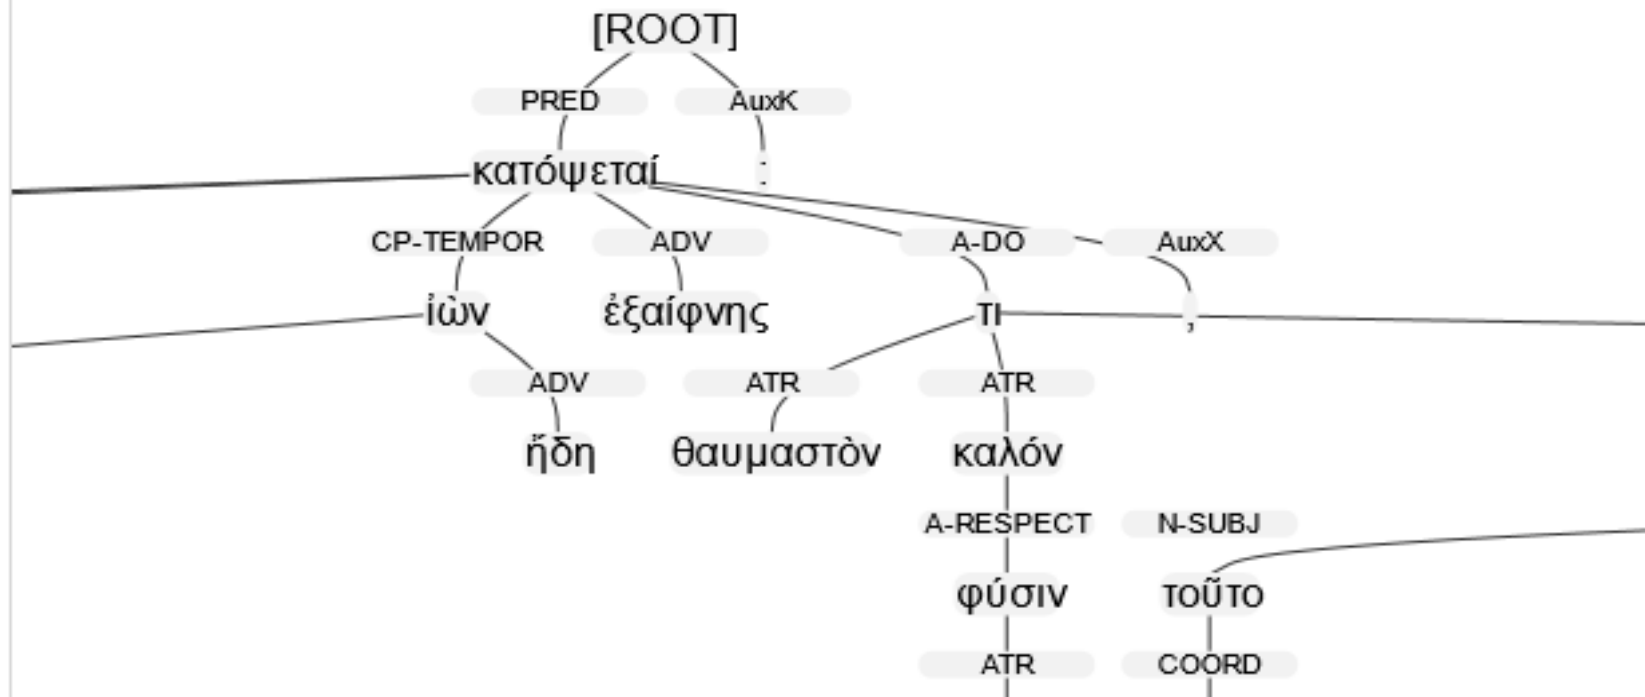 [ROOT]
PRED AuxK
κατόψεταί :
CP-TEMPOR ADV A-DO AuxX
ἰὼν ἐξαίφνης τι ,
ADV ATR ATR
ἤδη θαυμαστὸν καλόν
A-RESPECT N-SUBJ
φύσιν τοῦτο
ATR COORD